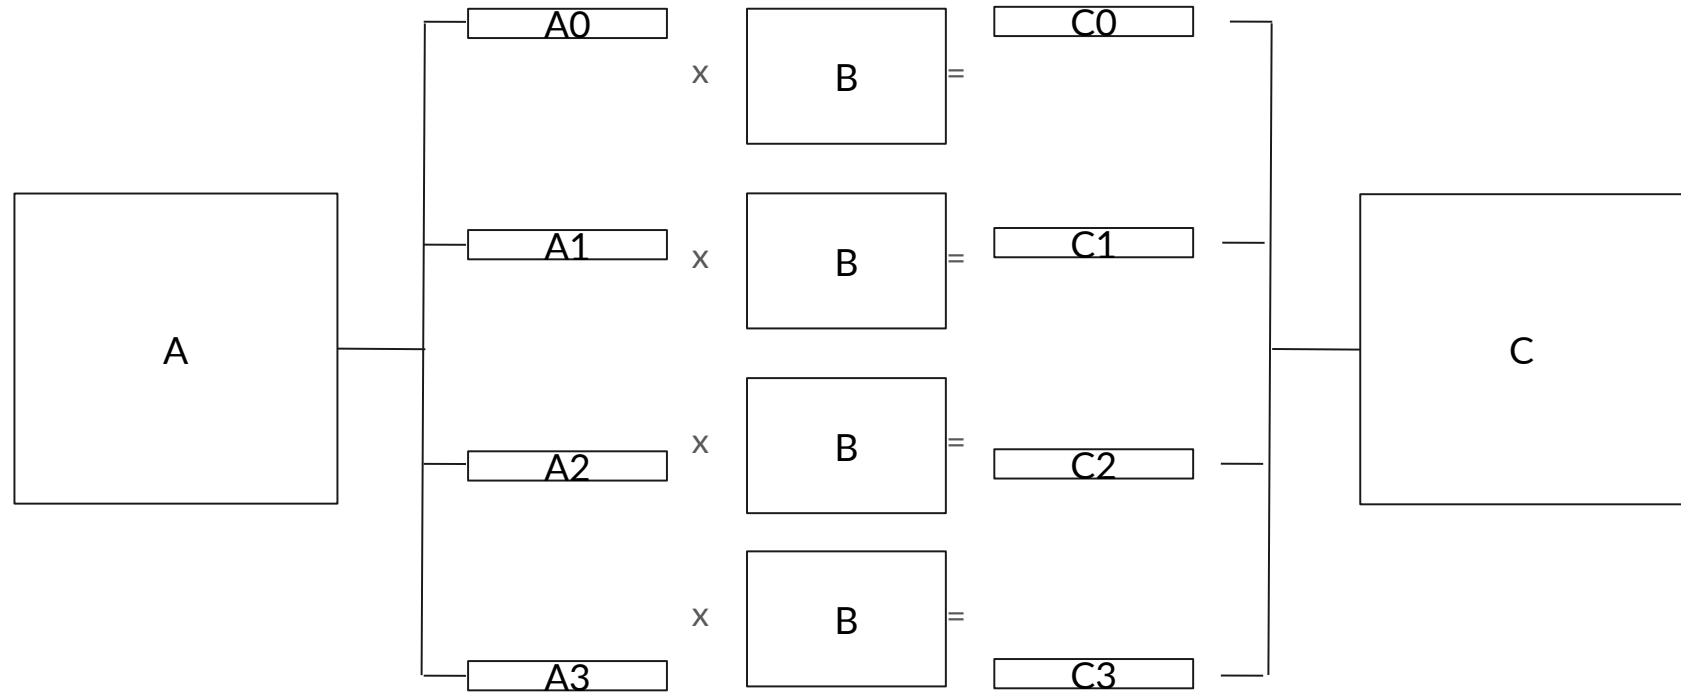 A0
x
B
=
C0
A1
x
B
=
C1
A
C
A2
x
B
=
C2
A3
x
B
=
C3